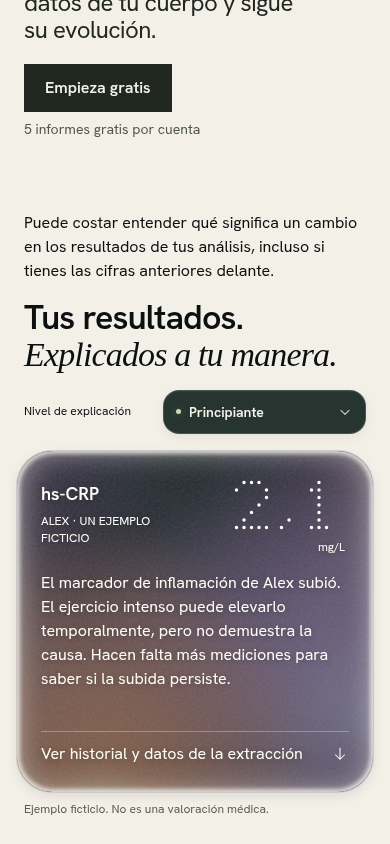 datos de tu cuerpo y sigue
su evolución.
Empieza gratis
5 informes gratis por cuenta
Puede costar entender qué significa un cambio
en los resultados de tus análisis, incluso si
tienes las cifras anteriores delante.
Tus resultados.
Explicados a tu manera.
Nivel de explicación
Principiante
hs-CRP
2.1
ALEX · UN EJEMPLO
FICTICIO
mg/L
El marcador de inflamación de Alex subió.
El ejercicio intenso puede elevarlo
temporalmente, pero no demuestra la
causa. Hacen falta más mediciones para
saber si la subida persiste.
Ver historial y datos de la extracción
Ejemplo ficticio. No es una valoración médica.